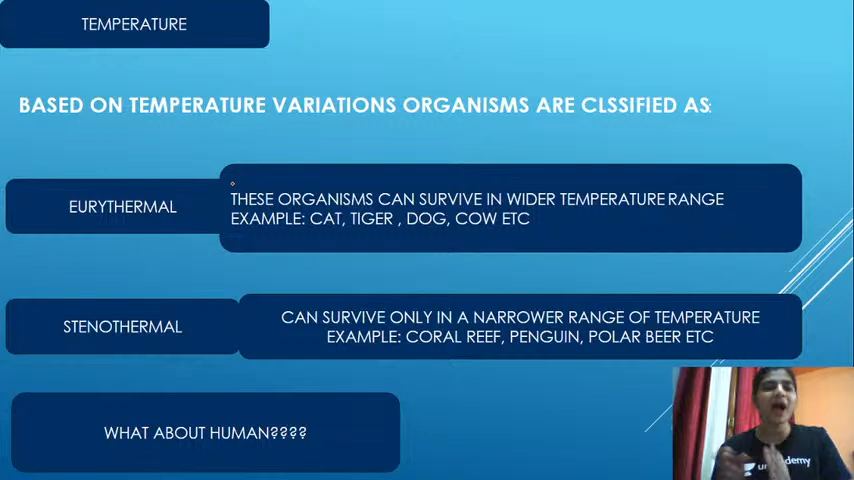 TEMPERATURE
BASED ON TEMPERATURE VARIATIONS ORGANISMS ARE CLSSIFIED AS:
EURYTHERMAL
THESE ORGANISMS CAN SURVIVE IN WIDER TEMPERATURE RANGE
EXAMPLE: CAT, TIGER , DOG, COW ETC
STENOTHERMAL
CAN SURVIVE ONLY IN A NARROWER RANGE OF TEMPERATURE
EXAMPLE: CORAL REEF, PENGUIN, POLAR BEER ETC
WHAT ABOUT HUMAN????